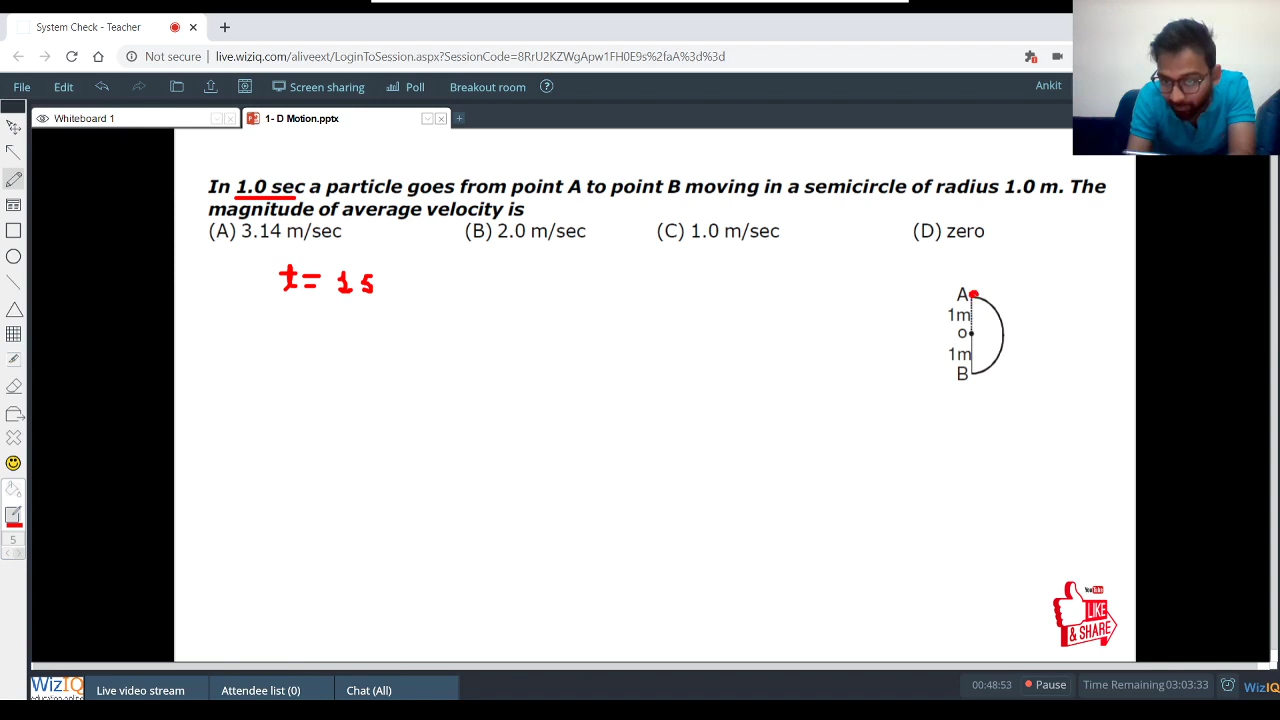 System Check - Teacher
Not secure live.wiziq.com/aliveext/LoginToSession.aspx?SessionCode=8RrU2KZWgApw1FH0E9s%2faA%3d%3d
File Edit Screen sharing Poll Breakout room Ankit
Whiteboard 1 1- D Motion.pptx
In 1.0 sec a particle goes from point A to point B moving in a semicircle of radius 1.0 m. The
magnitude of average velocity is
(A) 3.14 m/sec (B) 2.0 m/sec (C) 1.0 m/sec (D) zero
t = 1 s
A
1m
o
1m
B
5
YouTube
LIKE
& SHARE
WizIQ Live video stream Attendee list (0) Chat (All) 00:48:53 Pause Time Remaining 03:03:33 WizIQ